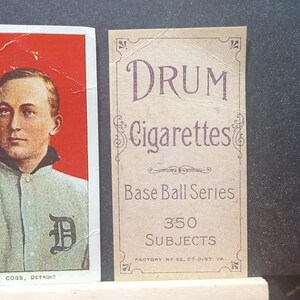 DRUM
Cigarettes
Base Ball Series
350
SUBJECTS
D
COBB, DETROIT